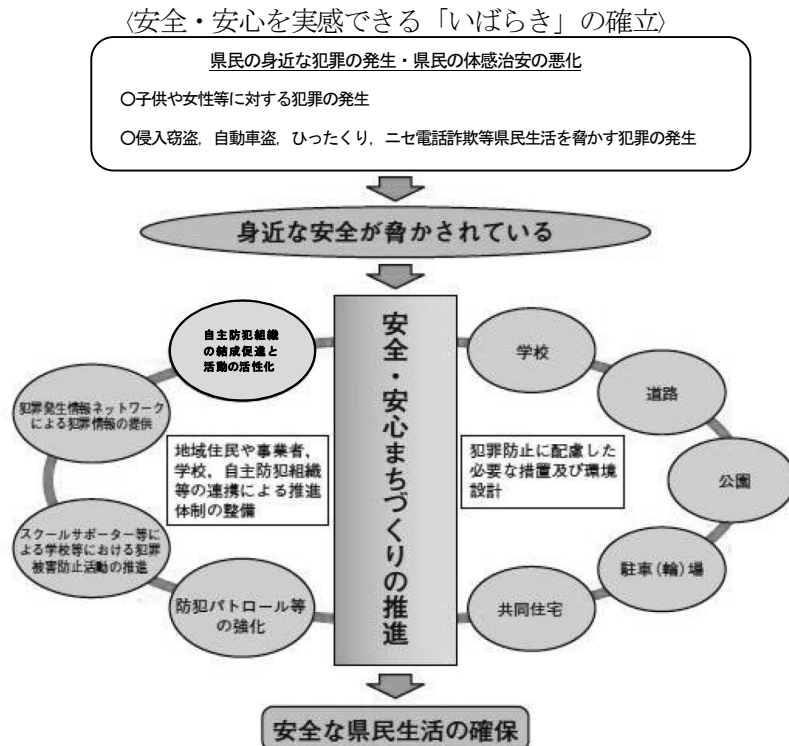 〈安全・安心を実感できる「いばらき」の確立〉
県民の身近な犯罪の発生・県民の体感治安の悪化
○子供や女性等に対する犯罪の発生
○侵入窃盗，自動車盗，ひったくり，ニセ電話詐欺等県民生活を脅かす犯罪の発生
身近な安全が脅かされている
自主防犯組織
の結成促進と
活動の活性化
犯罪発生情報ネットワーク
による犯罪情報の提供
スクールサポーター等に
よる学校等における犯罪
被害防止活動の推進
防犯パトロール等
の強化
地域住民や事業者，
学校，自主防犯組織
等の連携による推進
体制の整備
安全・安心まちづくりの推進
犯罪防止に配慮した
必要な措置及び環境
設計
学校
道路
公園
駐車(輪)場
共同住宅
安全な県民生活の確保